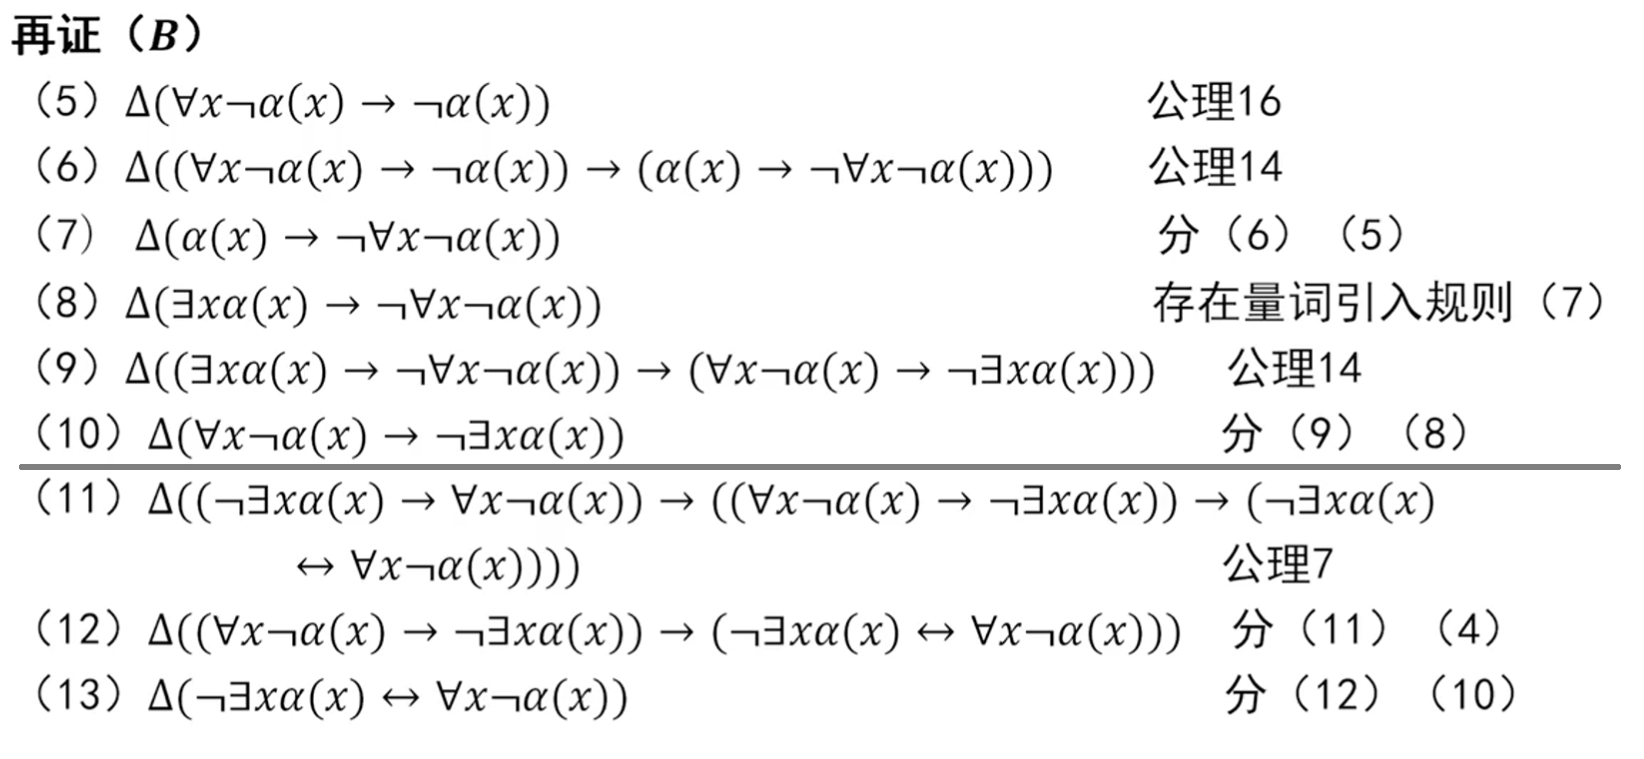 再证（B）
（5）Δ(∀x¬α(x) → ¬α(x)) 公理16
（6）Δ((∀x¬α(x) → ¬α(x)) → (α(x) → ¬∀x¬α(x))) 公理14
（7） Δ(α(x) → ¬∀x¬α(x)) 分（6）（5）
（8）Δ(∃xα(x) → ¬∀x¬α(x)) 存在量词引入规则（7）
（9）Δ((∃xα(x) → ¬∀x¬α(x)) → (∀x¬α(x) → ¬∃xα(x))) 公理14
（10）Δ(∀x¬α(x) → ¬∃xα(x)) 分（9）（8）
（11）Δ((¬∃xα(x) → ∀x¬α(x)) → ((∀x¬α(x) → ¬∃xα(x)) → (¬∃xα(x)
↔ ∀x¬α(x)))) 公理7
（12）Δ((∀x¬α(x) → ¬∃xα(x)) → (¬∃xα(x) ↔ ∀x¬α(x))) 分（11）（4）
（13）Δ(¬∃xα(x) ↔ ∀x¬α(x)) 分（12）（10）